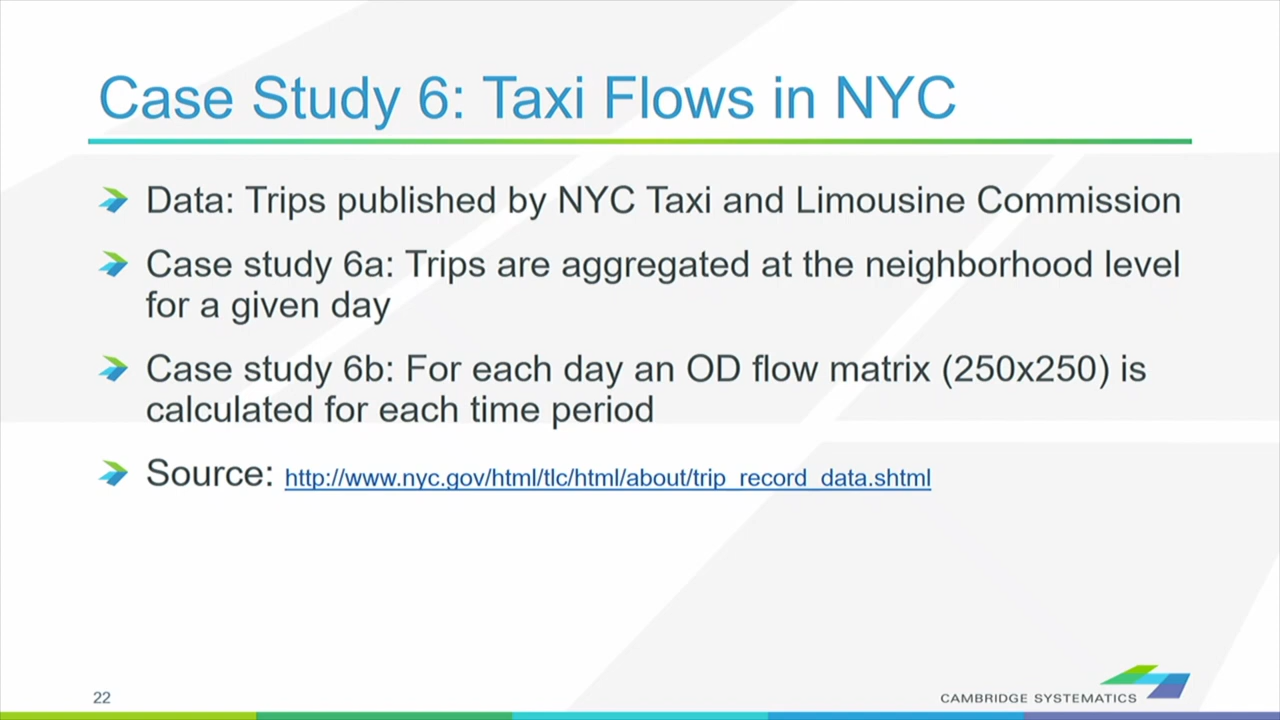 Case Study 6: Taxi Flows in NYC
Data: Trips published by NYC Taxi and Limousine Commission
Case study 6a: Trips are aggregated at the neighborhood level
for a given day
Case study 6b: For each day an OD flow matrix (250x250) is
calculated for each time period
Source: http://www.nyc.gov/html/tlc/html/about/trip_record_data.shtml
22
CAMBRIDGE SYSTEMATICS